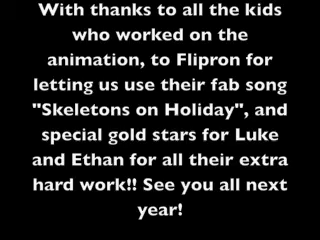 With thanks to all the kids
who worked on the
animation, to Flipron for
letting us use their fab song
"Skeletons on Holiday", and
special gold stars for Luke
and Ethan for all their extra
hard work!! See you all next
year!